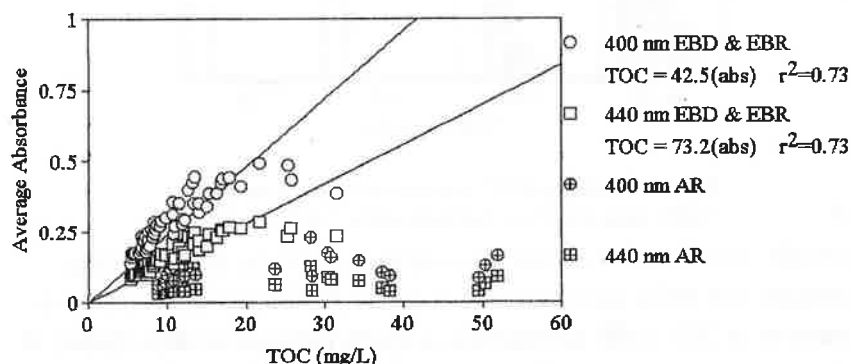 1
0.75
0.5
0.25
0
Average Absorbance
0 10 20 30 40 50 60
TOC (mg/L)
400 nm EBD & EBR
TOC = 42.5(abs) r²=0.73
440 nm EBD & EBR
TOC = 73.2(abs) r²=0.73
400 nm AR
440 nm AR